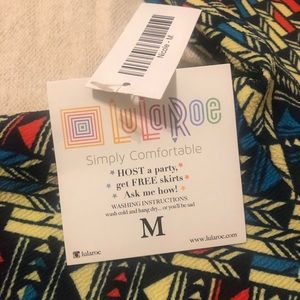 Nicole - M
LuLaRoe
Simply Comfortable
HOST a party,
get FREE skirts
Ask me how!
WASHING INSTRUCTIONS
wash cold and hang dry... or you'll be sad
M
lularoe
www.lularoe.com